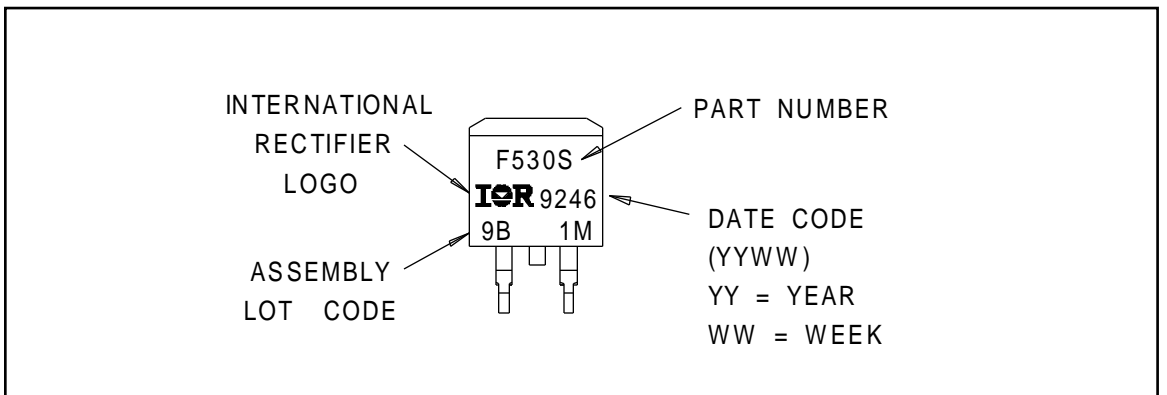 INTERNATIONAL
RECTIFIER
LOGO
ASSEMBLY
LOT CODE
F530S
IOR 9246
9B 1M
PART NUMBER
DATE CODE
(YYWW)
YY = YEAR
WW = WEEK